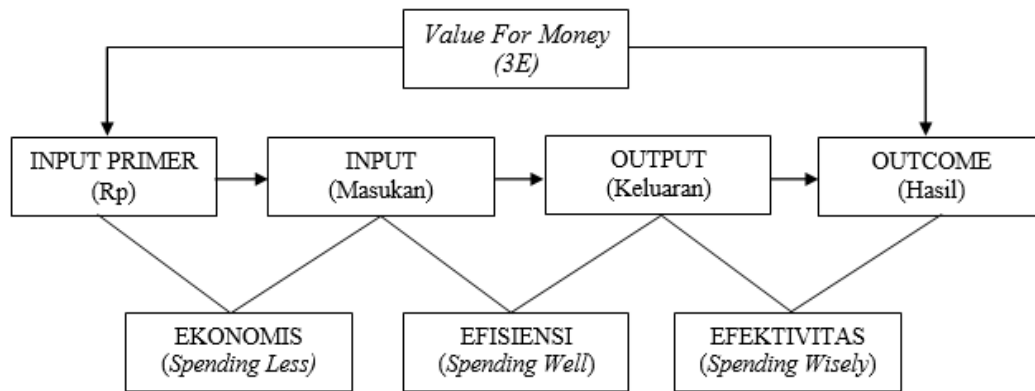 Value For Money
(3E)
INPUT PRIMER
(Rp)
INPUT
(Masukan)
OUTPUT
(Keluaran)
OUTCOME
(Hasil)
EKONOMIS
(Spending Less)
EFISIENSI
(Spending Well)
EFEKTIVITAS
(Spending Wisely)